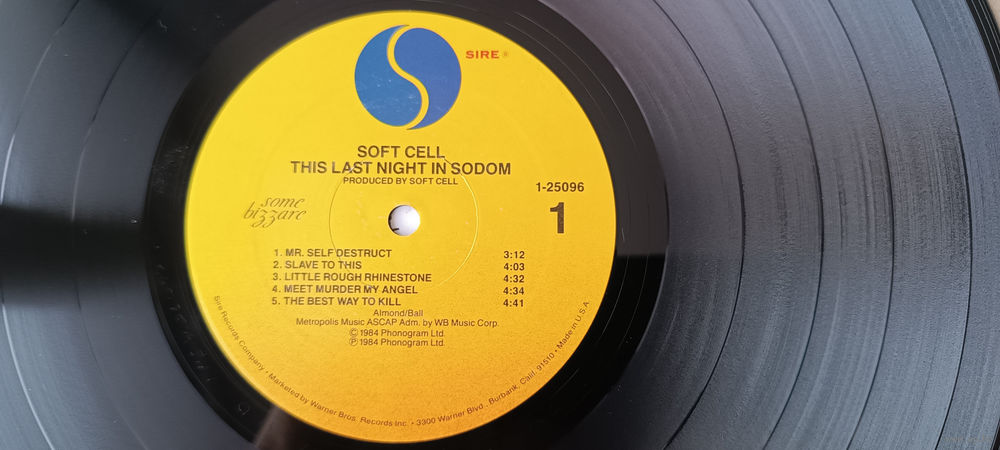 SIRE ®
SOFT CELL
THIS LAST NIGHT IN SODOM
PRODUCED BY SOFT CELL
1-25096
some
bizzare
1
1. MR. SELF DESTRUCT 3:12
2. SLAVE TO THIS 4:03
3. LITTLE ROUGH RHINESTONE 4:32
4. MEET MURDER MY ANGEL 4:34
5. THE BEST WAY TO KILL 4:41
Almond/Ball
Metropolis Music ASCAP Adm. by WB Music Corp.
© 1984 Phonogram Ltd.
℗ 1984 Phonogram Ltd.
Sire Records Company • Marketed by Warner Bros. Records Inc. • 3300 Warner Blvd., Burbank, Calif. 91510 • Made in U.S.A.